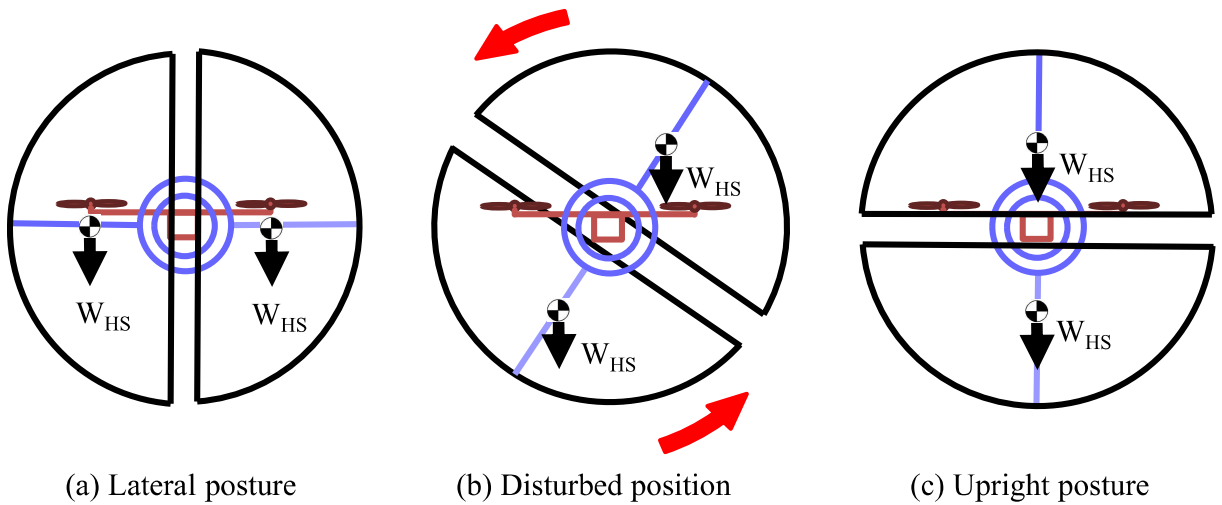 W_HS
W_HS
W_HS
W_HS
W_HS
W_HS
(a) Lateral posture
(b) Disturbed position
(c) Upright posture